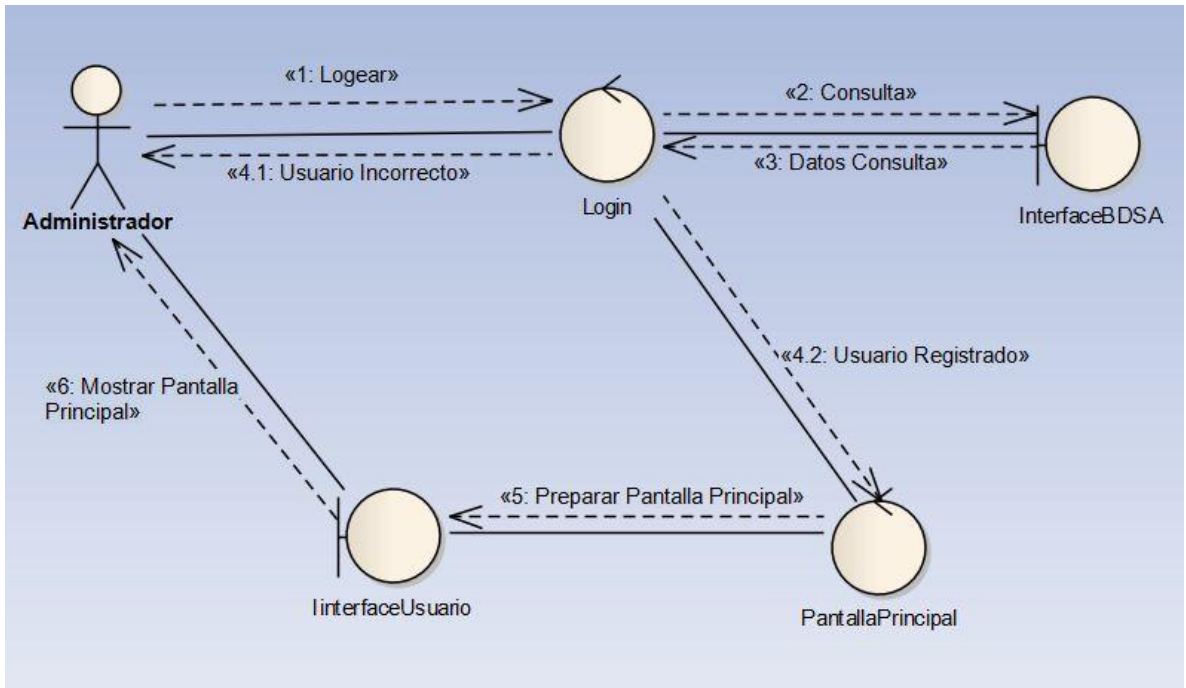 «1: Logear»
«2: Consulta»
«4.1: Usuario Incorrecto»
«3: Datos Consulta»
Login
InterfaceBDSA
Administrador
«4.2: Usuario Registrado»
«6: Mostrar Pantalla
Principal»
«5: Preparar Pantalla Principal»
IinterfaceUsuario
PantallaPrincipal